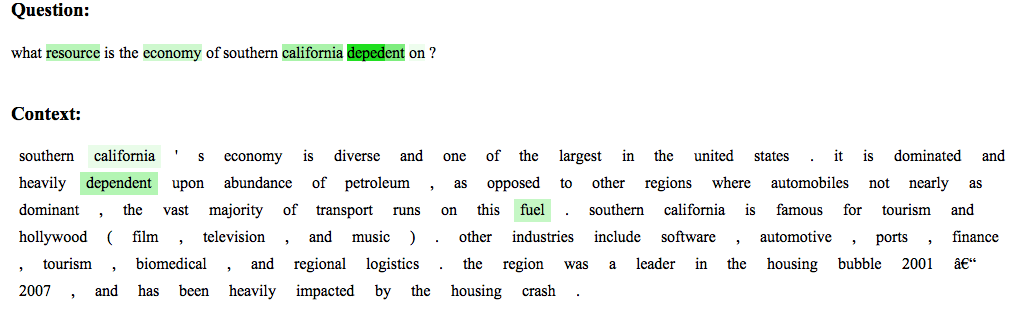 Question:
what resource is the economy of southern california depedent on ?
Context:
southern california ' s economy is diverse and one of the largest in the united states . it is dominated and
heavily dependent upon abundance of petroleum , as opposed to other regions where automobiles not nearly as
dominant , the vast majority of transport runs on this fuel . southern california is famous for tourism and
hollywood ( film , television , and music ) . other industries include software , automotive , ports , finance
, tourism , biomedical , and regional logistics . the region was a leader in the housing bubble 2001 â€“
2007 , and has been heavily impacted by the housing crash .